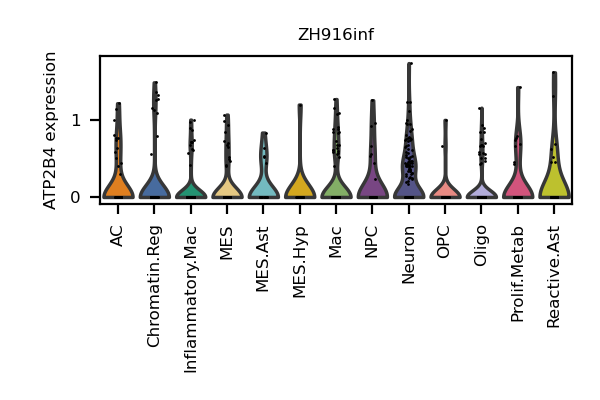 ZH916inf
ATP2B4 expression
1
0
AC
Chromatin.Reg
Inflammatory.Mac
MES
MES.Ast
MES.Hyp
Mac
NPC
Neuron
OPC
Oligo
Prolif.Metab
Reactive.Ast